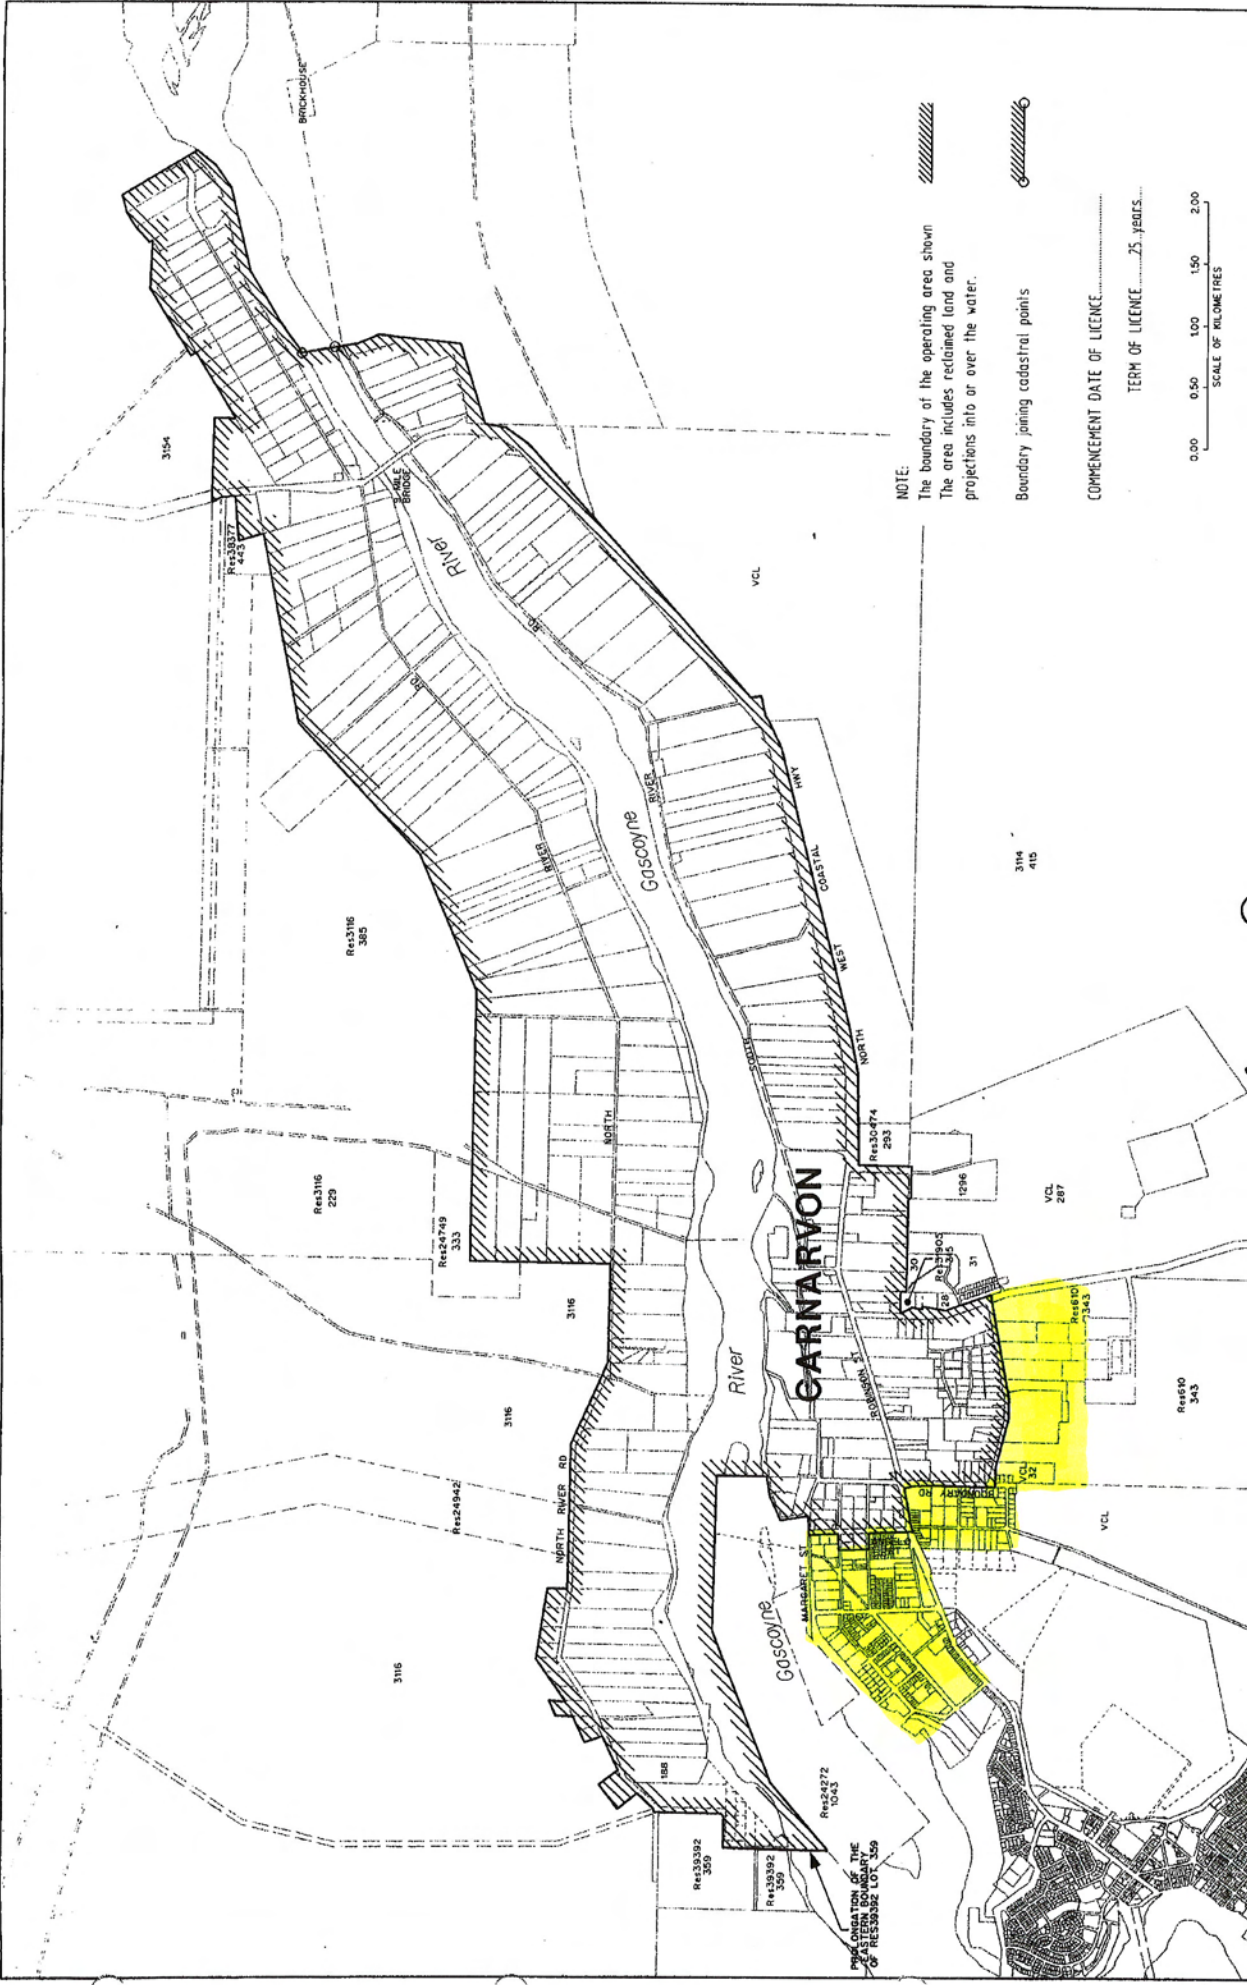 BRICKHOUSE
3154
Res38377
443
9 MILE
BRIDGE
River
RD
RD
VCL
NOTE:
The boundary of the operating area shown
The area includes reclaimed land and
projections into or over the water.
Boundary joining cadastral points
COMMENCEMENT DATE OF LICENCE
TERM OF LICENCE 25 years
0.00 0.50 1.00 1.50 2.00
SCALE OF KILOMETRES
Res3116
385
RIVER
Gascoyne
RIVER
HWY
COASTAL
WEST
NORTH
3114
415
NORTH
SOUTH
Res30474
293
Res3116
229
Res24749
333
1296
VCL
287
CARNARVON
30
28
31
3116
River
ROBINSON ST
Res610
343
Res610
343
3116
Res24942
NORTH RIVER RD
BOUNDARY RD
VCL
32
VCL
MARGARET ST
Gascoyne
3116
188
Res24272
1043
Res39392
359
Res39392
359
PROLONGATION OF THE
EASTERN BOUNDARY
OF RES39392 LOT 359